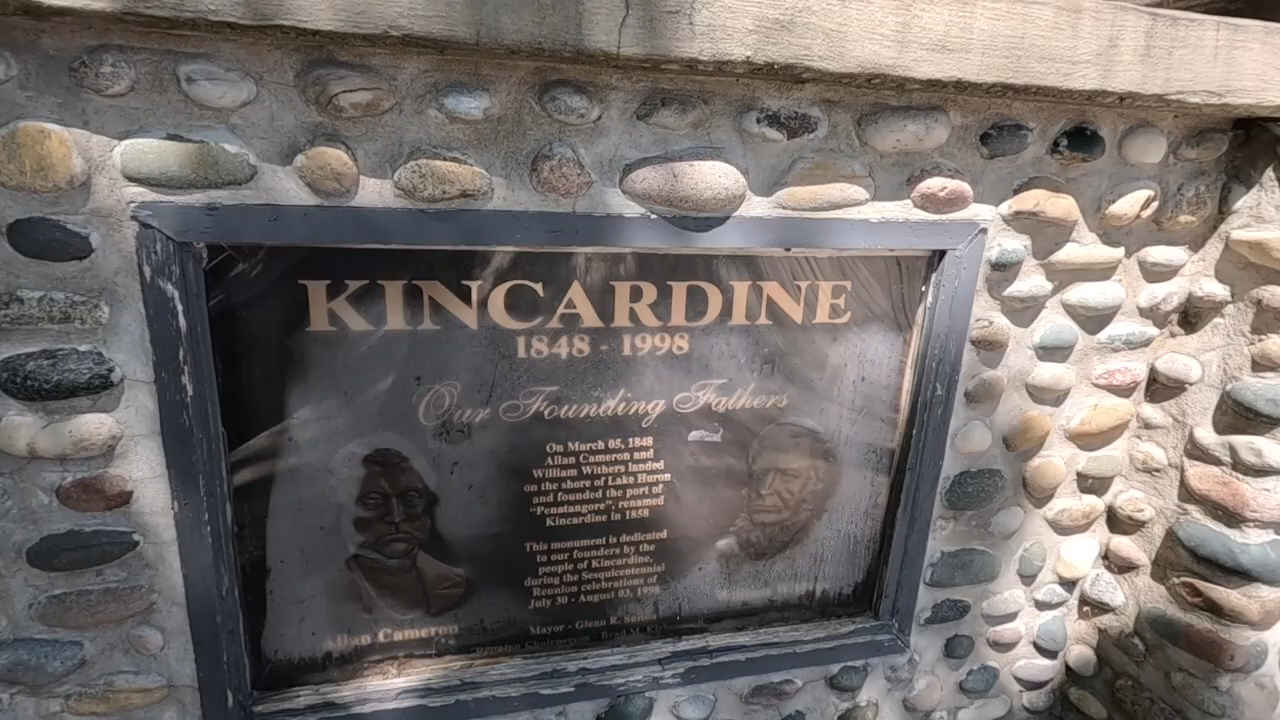 KINCARDINE
1848 - 1998
Our Founding Fathers
On March 05, 1848
Allan Cameron and
William Withers landed
on the shore of Lake Huron
and founded the port of
"Penatangore", renamed
Kincardine in 1858
This monument is dedicated
to our founders by the
people of Kincardine,
during the Sesquicentennial
Reunion celebrations of
July 30 - August 03, 1998
Allan Cameron
Mayor - Glenn R.
Reunion Chairperson - Brad M.